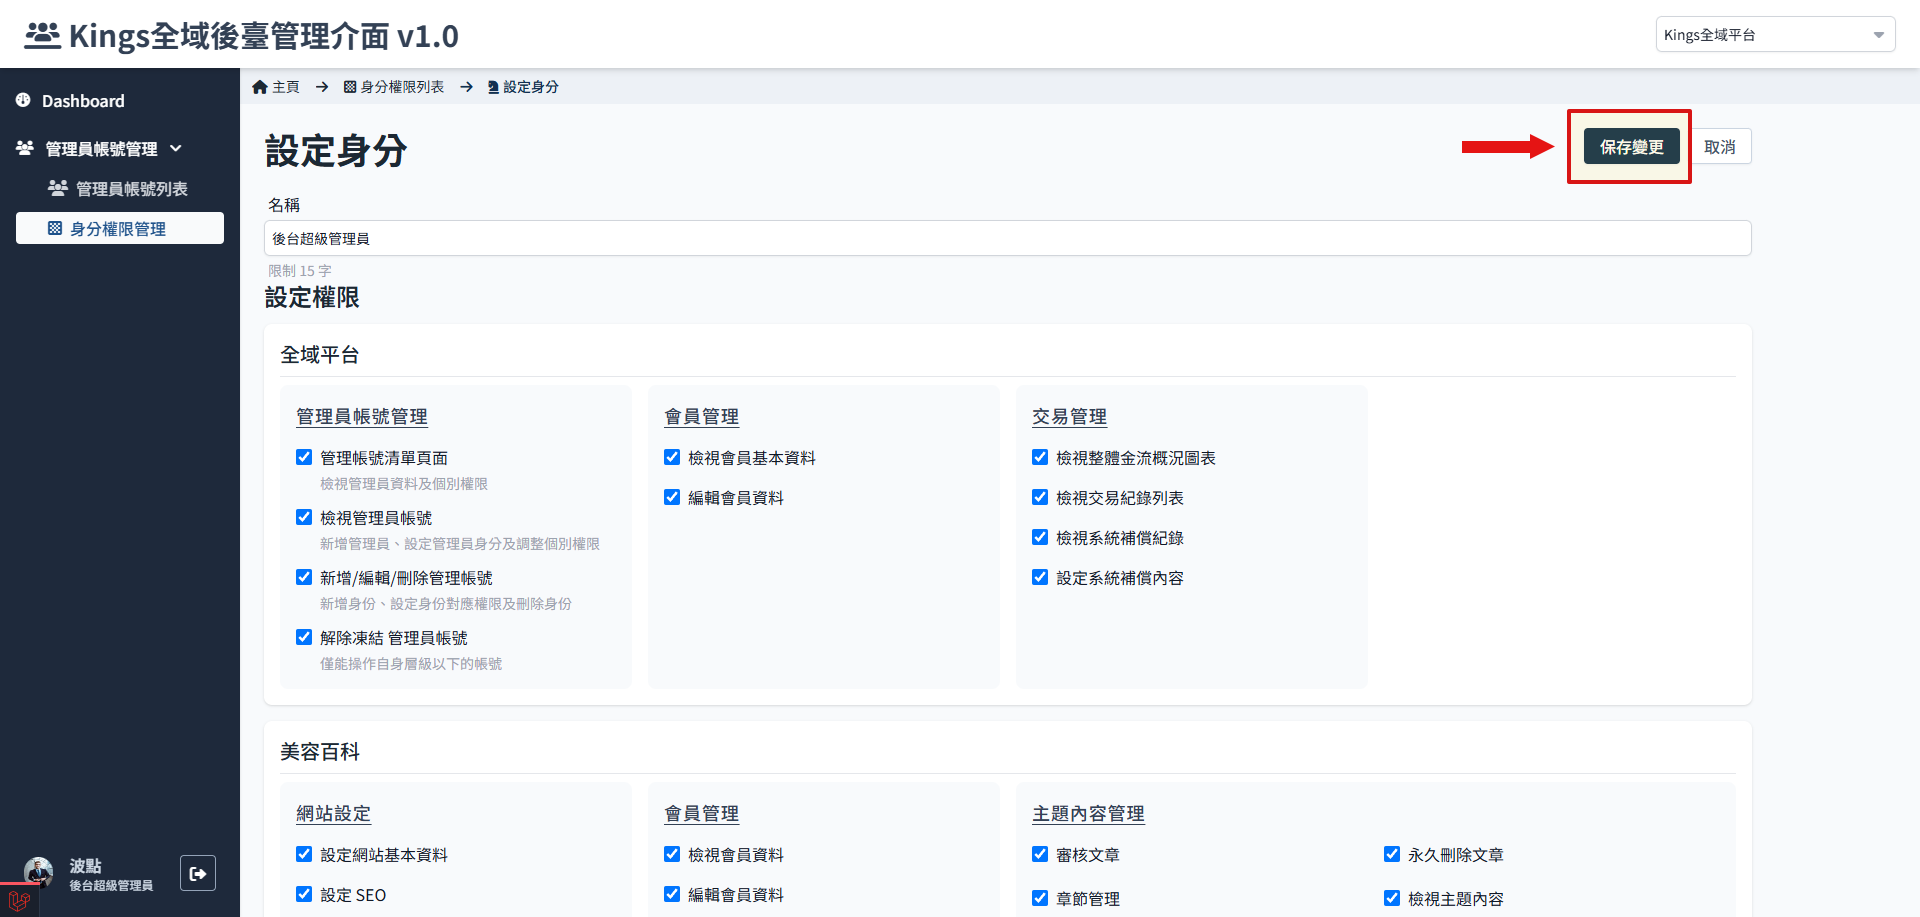 Kings全域後臺管理介面 v1.0
Kings全域平台
Dashboard
管理員帳號管理
管理員帳號列表
身分權限管理
主頁
身分權限列表
設定身分
設定身分
保存變更
取消
名稱
後台超級管理員
限制 15 字
設定權限
全域平台
管理員帳號管理
管理帳號清單頁面
檢視管理員資料及個別權限
檢視管理員帳號
新增管理員、設定管理員身分及調整個別權限
新增/編輯/刪除管理帳號
新增身份、設定身份對應權限及刪除身份
解除凍結 管理員帳號
僅能操作自身層級以下的帳號
會員管理
檢視會員基本資料
編輯會員資料
交易管理
檢視整體金流概況圖表
檢視交易紀錄列表
檢視系統補償紀錄
設定系統補償內容
美容百科
網站設定
設定網站基本資料
設定 SEO
會員管理
檢視會員資料
編輯會員資料
主題內容管理
審核文章
永久刪除文章
章節管理
檢視主題內容
波點
後台超級管理員